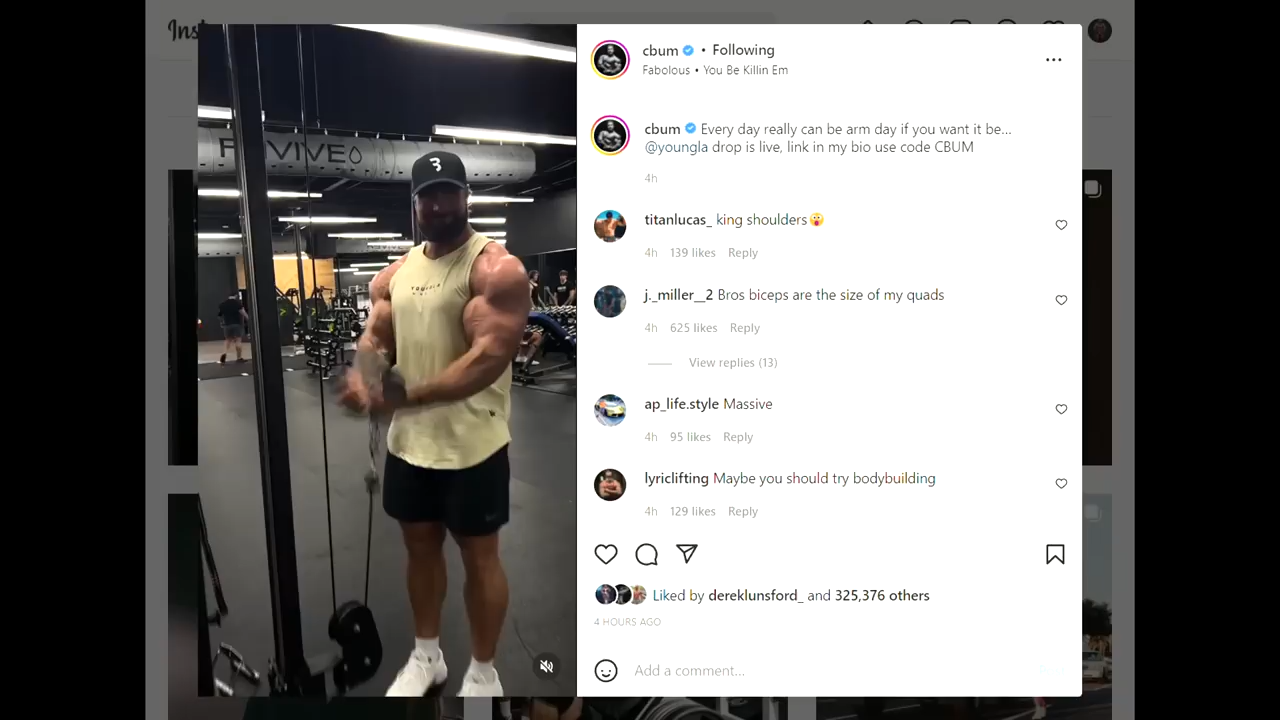 Inst
REVIVE
3
YOUNGLA
cbum • Following
Fabolous • You Be Killin Em
cbum Every day really can be arm day if you want it be...
@youngla drop is live, link in my bio use code CBUM
4h
titanlucas_ king shoulders😲
4h 139 likes Reply
j._miller__2 Bros biceps are the size of my quads
4h 625 likes Reply
View replies (13)
ap_life.style Massive
4h 95 likes Reply
lyriclifting Maybe you should try bodybuilding
4h 129 likes Reply
Liked by dereklunsford_ and 325,376 others
4 HOURS AGO
Add a comment...